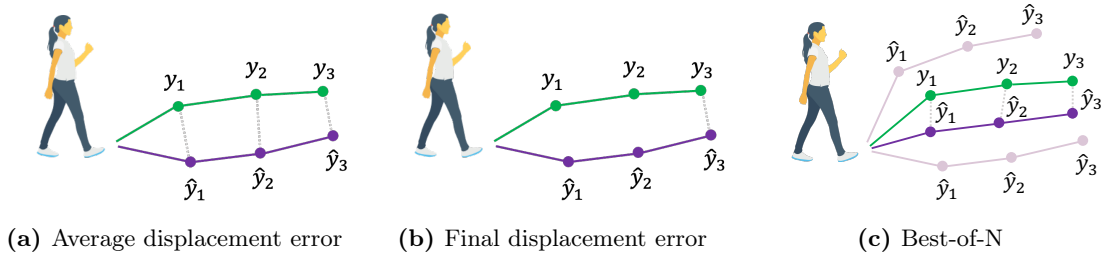 y₁ y₂ y₃
ŷ₁ ŷ₂ ŷ₃
(a) Average displacement error
y₁ y₂ y₃
ŷ₁ ŷ₂ ŷ₃
(b) Final displacement error
ŷ₁ ŷ₂ ŷ₃
y₁ y₂ y₃
ŷ₁ ŷ₂ ŷ₃
ŷ₁ ŷ₂ ŷ₃
(c) Best-of-N